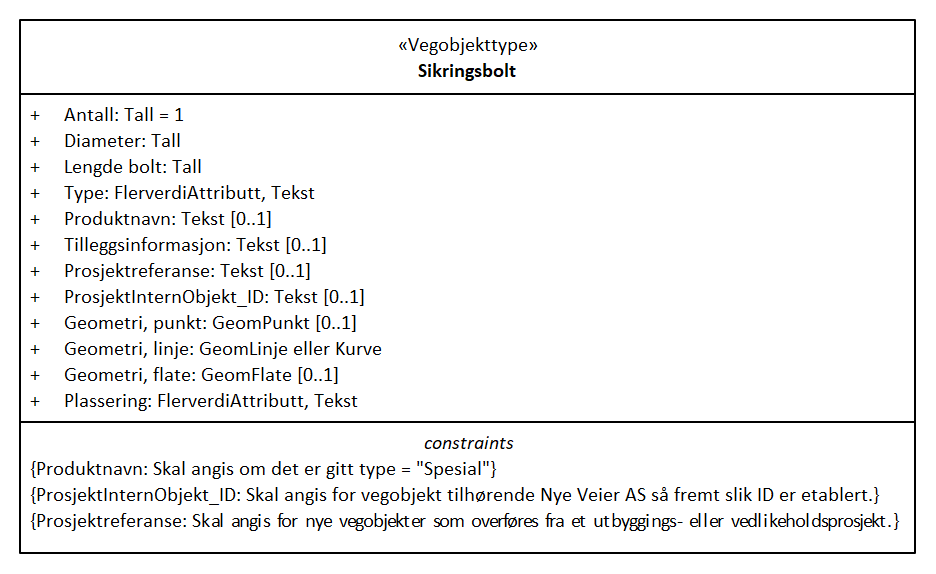 «Vegobjekttype»
Sikringsbolt
+ Antall: Tall = 1
+ Diameter: Tall
+ Lengde bolt: Tall
+ Type: FlerverdiAttributt, Tekst
+ Produktnavn: Tekst [0..1]
+ Tilleggsinformasjon: Tekst [0..1]
+ Prosjektreferanse: Tekst [0..1]
+ ProsjektInternObjekt_ID: Tekst [0..1]
+ Geometri, punkt: GeomPunkt [0..1]
+ Geometri, linje: GeomLinje eller Kurve
+ Geometri, flate: GeomFlate [0..1]
+ Plassering: FlerverdiAttributt, Tekst
constraints
{Produktnavn: Skal angis om det er gitt type = "Spesial"}
{ProsjektInternObjekt_ID: Skal angis for vegobjekt tilhørende Nye Veier AS så fremt slik ID er etablert.}
{Prosjektreferanse: Skal angis for nye vegobjekter som overføres fra et utbyggings- eller vedlikeholdsprosjekt.}